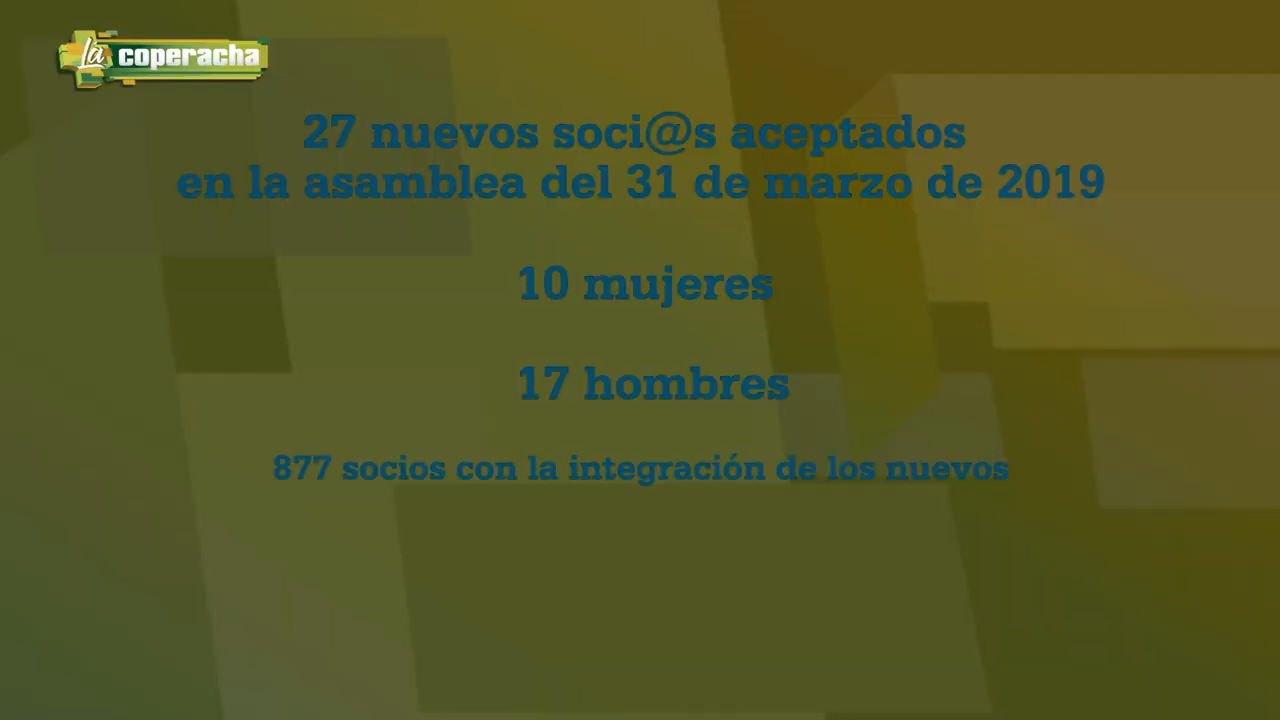 La coperacha
27 nuevos soci@s aceptados
en la asamblea del 31 de marzo de 2019
10 mujeres
17 hombres
877 socios con la integración de los nuevos